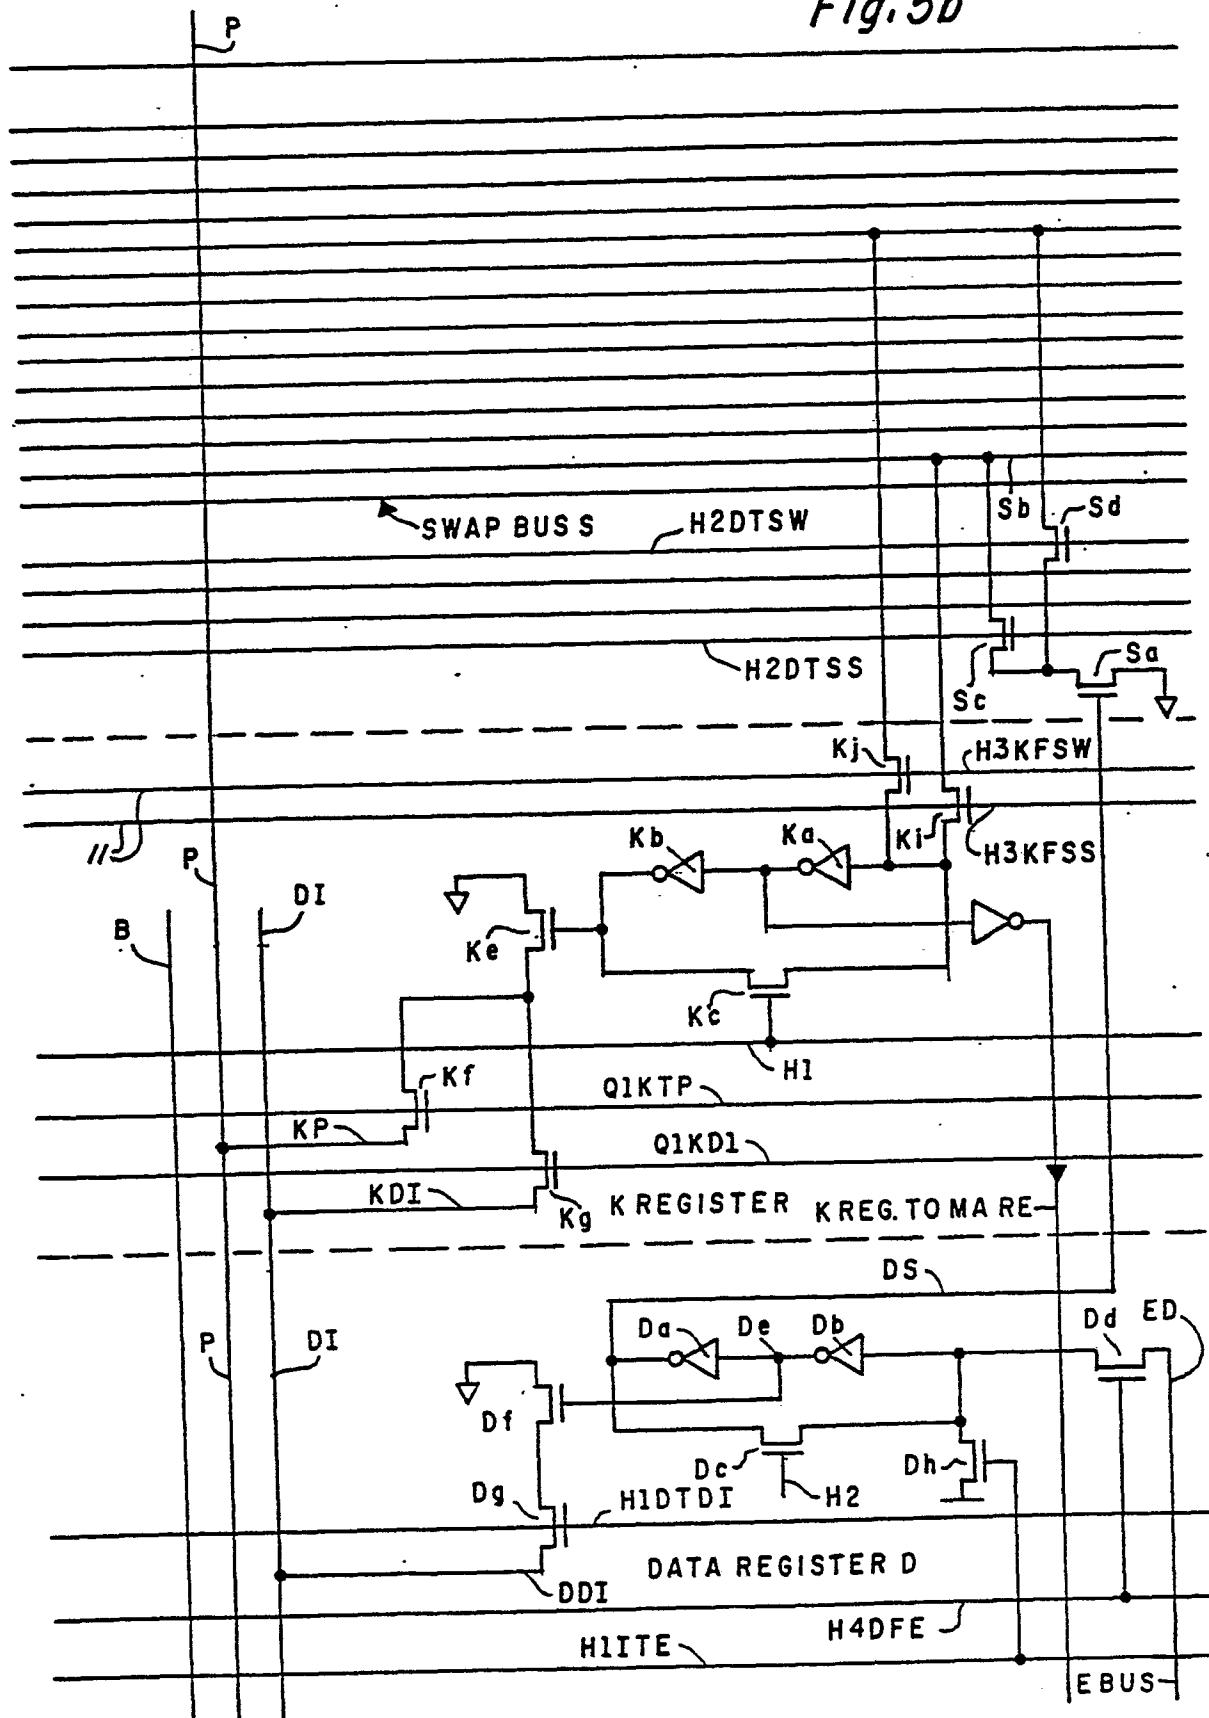 Fig. 5b
P
SWAP BUSS
H2DTSW
Sb
Sd
H2DTSS
Sc
Sa
Kj
H3KFSW
Ki
H3KFSS
Kb
Ka
11
P
DI
B
Ke
Kc
H1
Kf
Q1KTP
KP
Q1KD1
KDI
Kg
K REGISTER
K REG. TO MA RE
DS
ED
P
DI
Da
De
Db
Dd
Df
Dc
H2
Dh
Dg
H1DTDI
DATA REGISTER D
DDI
H4DFE
H1ITE
E BUS